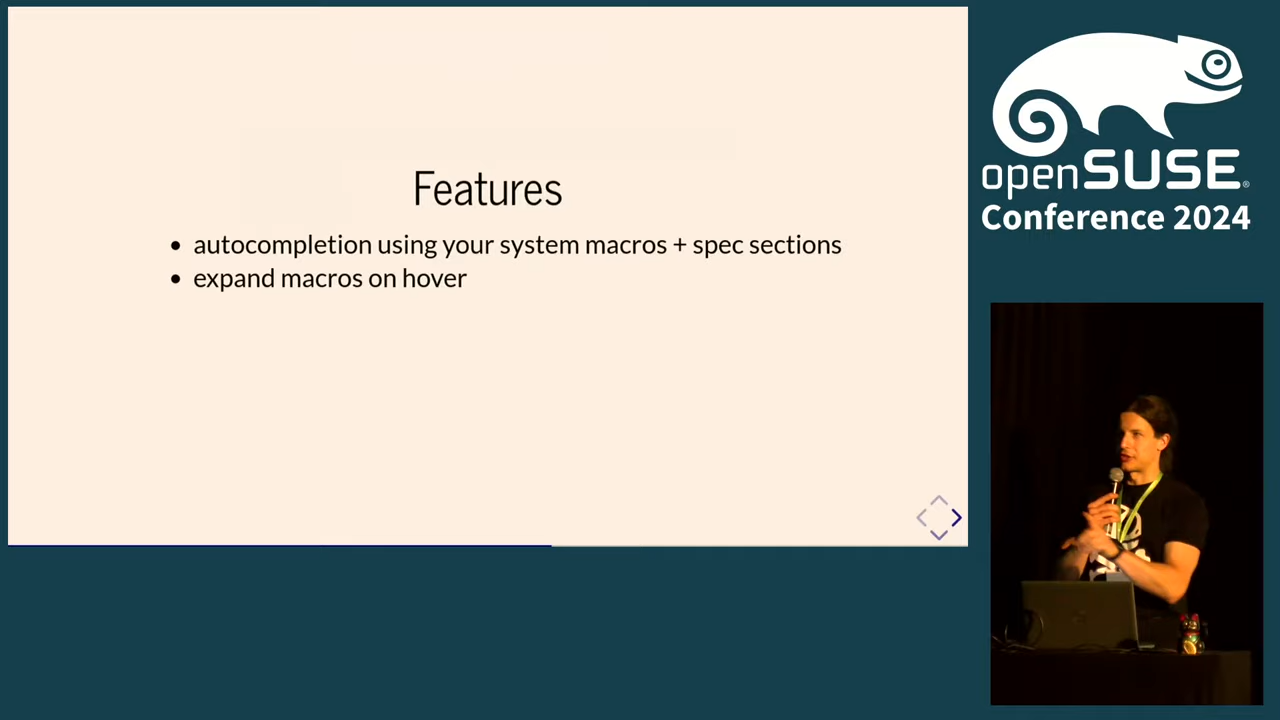 Features
autocompletion using your system macros + spec sections
expand macros on hover
openSUSE
Conference 2024